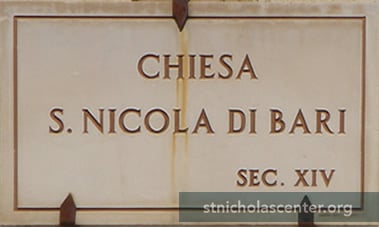 CHIESA
S. NICOLA DI BARI
SEC. XIV
stnicholascenter.org